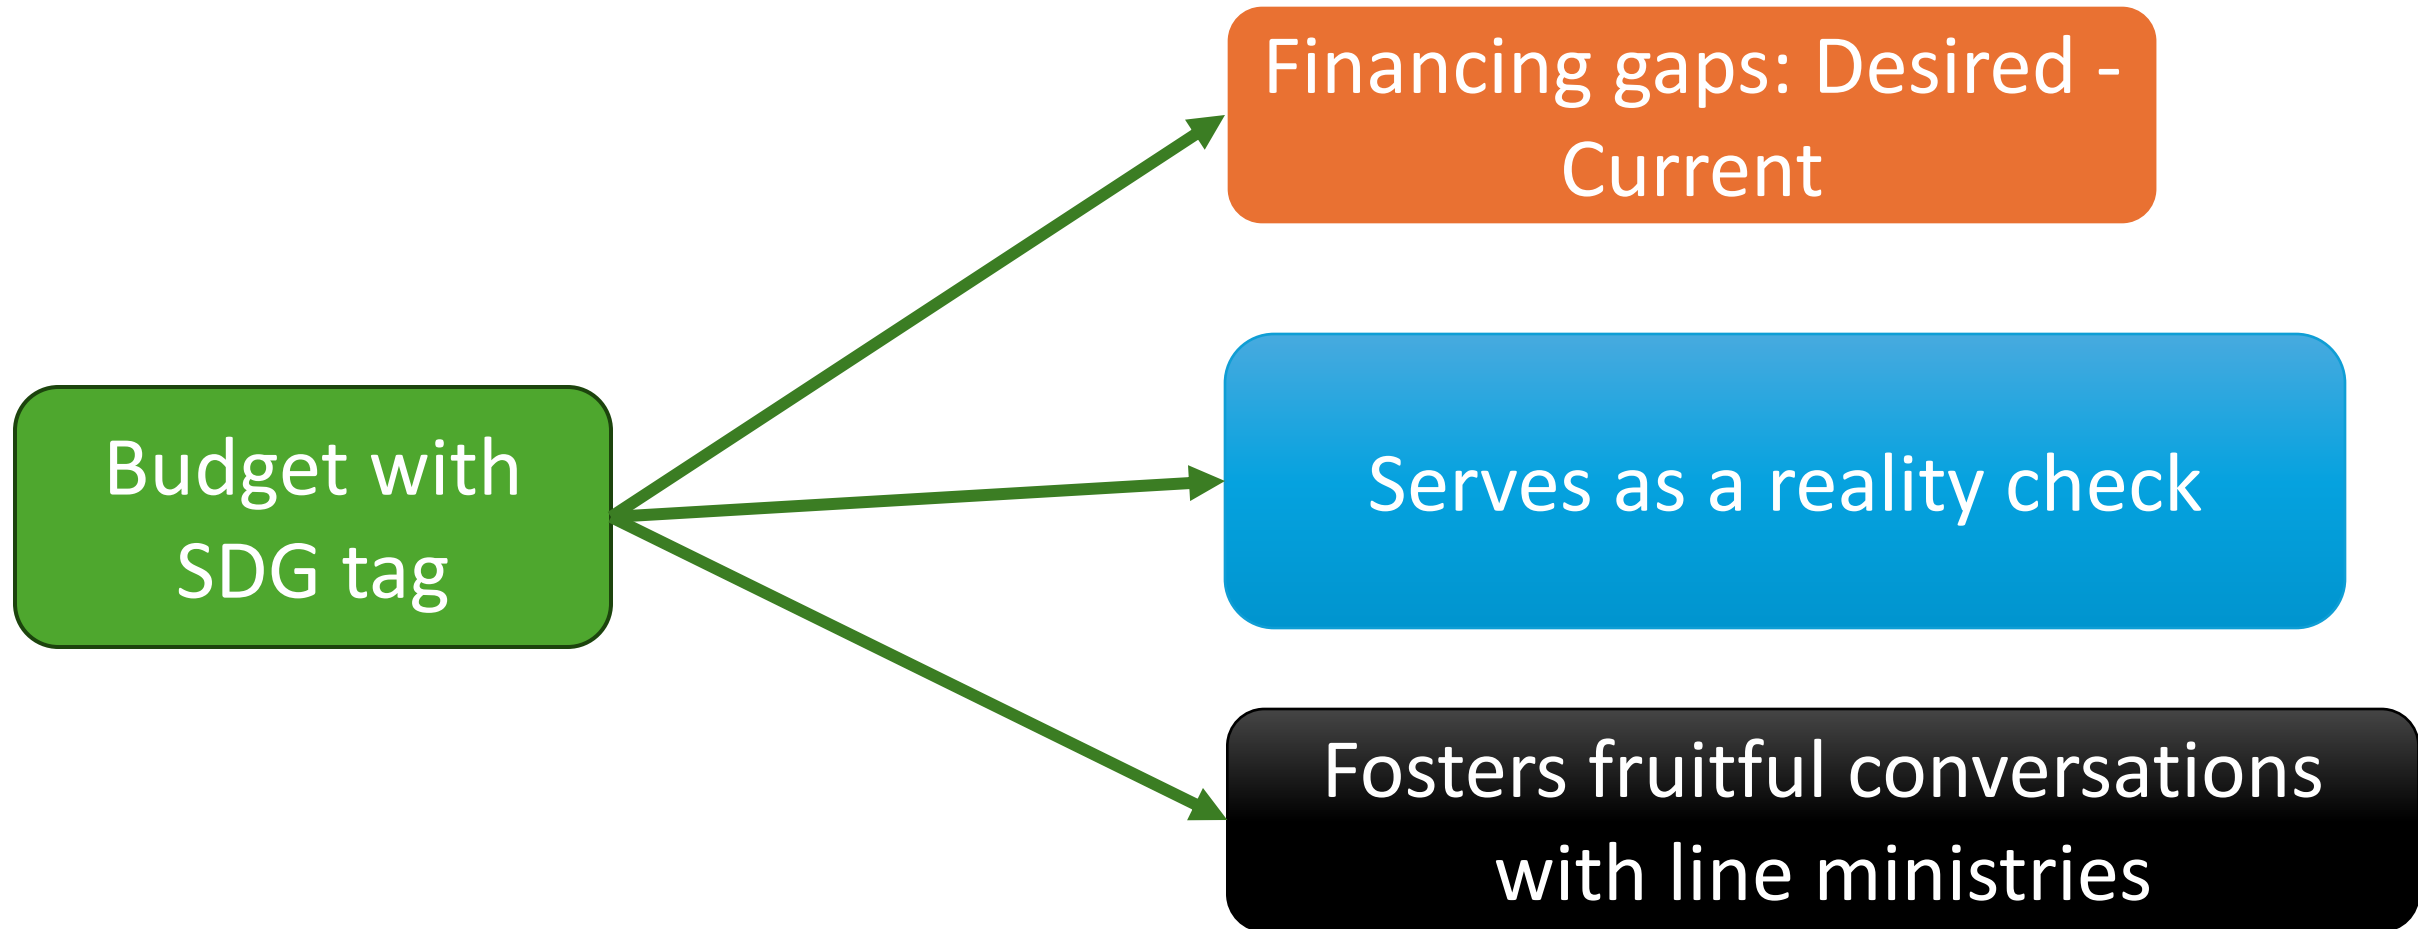 Financing gaps: Desired -
Current
Budget with
SDG tag
Serves as a reality check
Fosters fruitful conversations
with line ministries